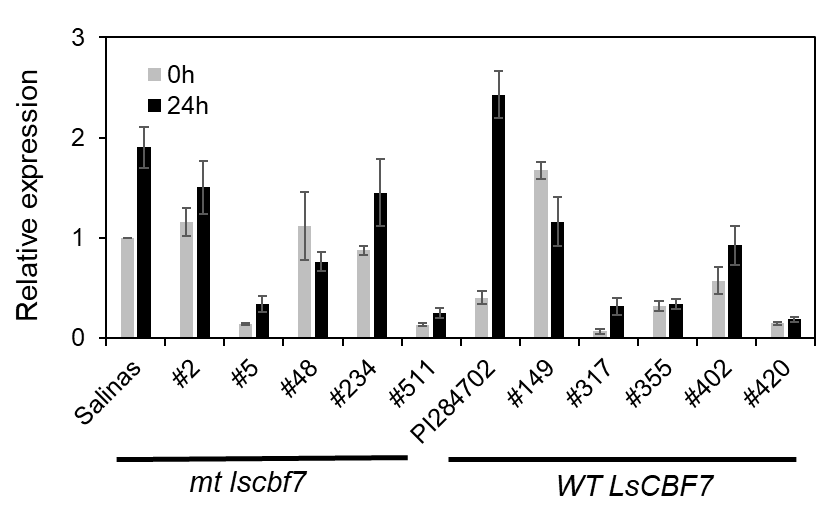 Relative expression
3
2
1
0
0h
24h
Salinas
#2
#5
#48
#234
#511
PI284702
#149
#317
#355
#402
#420
mt lscbf7
WT LsCBF7